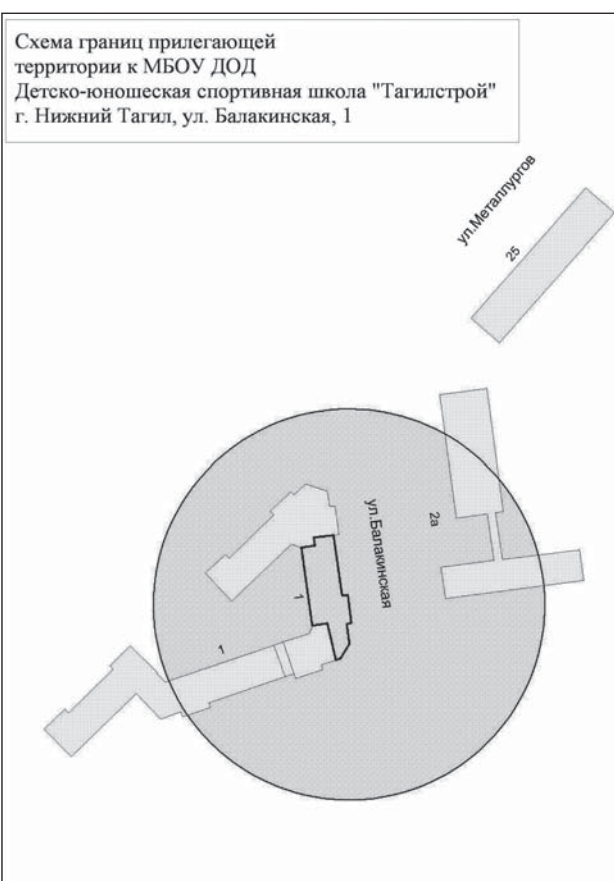 Схема границ прилегающей
территории к МБОУ ДОД
Детско-юношеская спортивная школа "Тагилстрой"
г. Нижний Тагил, ул. Балакинская, 1
ул.Металлургов
25
ул.Балакинская
2а
1
1